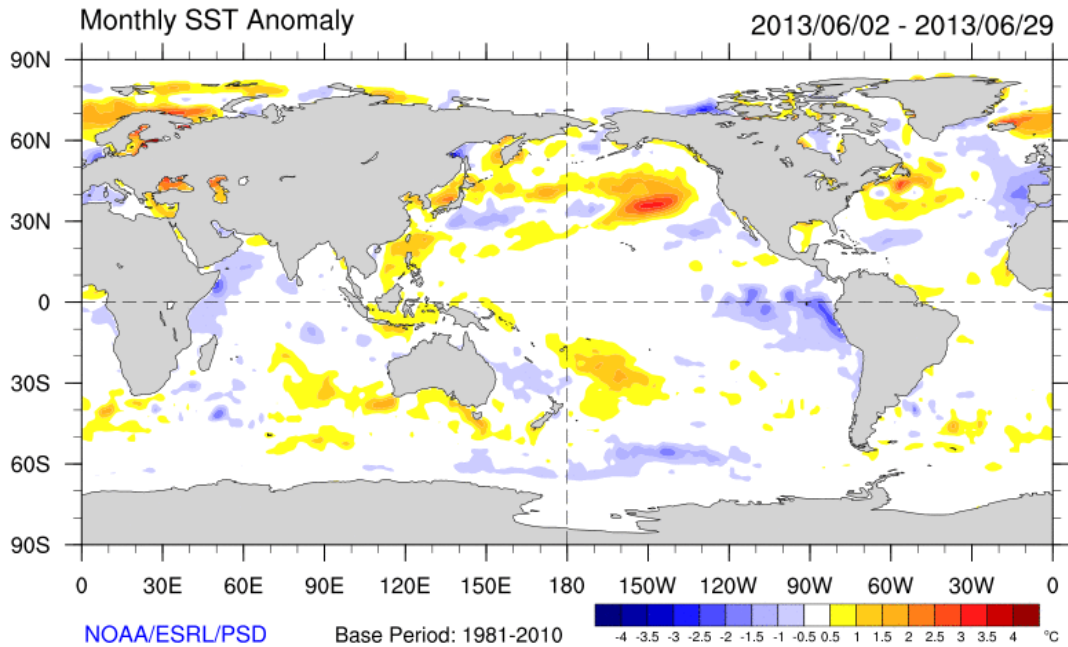 Monthly SST Anomaly 2013/06/02 - 2013/06/29
90N
60N
30N
0
30S
60S
90S
0 30E 60E 90E 120E 150E 180 150W 120W 90W 60W 30W 0
NOAA/ESRL/PSD Base Period: 1981-2010
-4 -3.5 -3 -2.5 -2 -1.5 -1 -0.5 0.5 1 1.5 2 2.5 3 3.5 4 °C